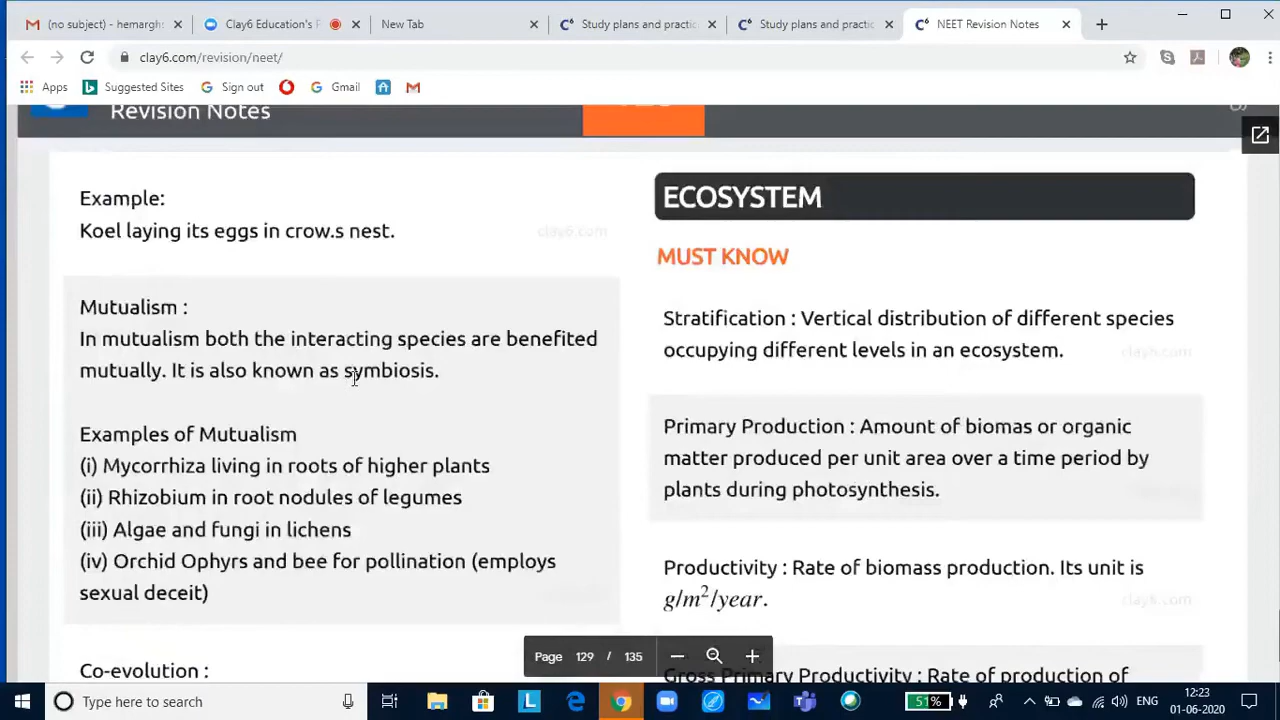 (no subject) - hemarghs
Clay6 Education's P
New Tab
Study plans and practic
Study plans and practic
NEET Revision Notes
clay6.com/revision/neet/
Apps
Suggested Sites
Sign out
Gmail
Revision Notes
Example:
Koel laying its eggs in crow.s nest.
clay6.com
Mutualism :
In mutualism both the interacting species are benefited
mutually. It is also known as symbiosis.
Examples of Mutualism
(i) Mycorrhiza living in roots of higher plants
(ii) Rhizobium in root nodules of legumes
(iii) Algae and fungi in lichens
(iv) Orchid Ophyrs and bee for pollination (employs
sexual deceit)
Co-evolution :
ECOSYSTEM
MUST KNOW
Stratification : Vertical distribution of different species
occupying different levels in an ecosystem.
clay6.com
Primary Production : Amount of biomas or organic
matter produced per unit area over a time period by
plants during photosynthesis.
Productivity : Rate of biomass production. Its unit is
g/m²/year.
clay6.com
Gross Primary Productivity : Rate of production of
Page 129 / 135
Type here to search
51%
ENG
12:23
01-06-2020